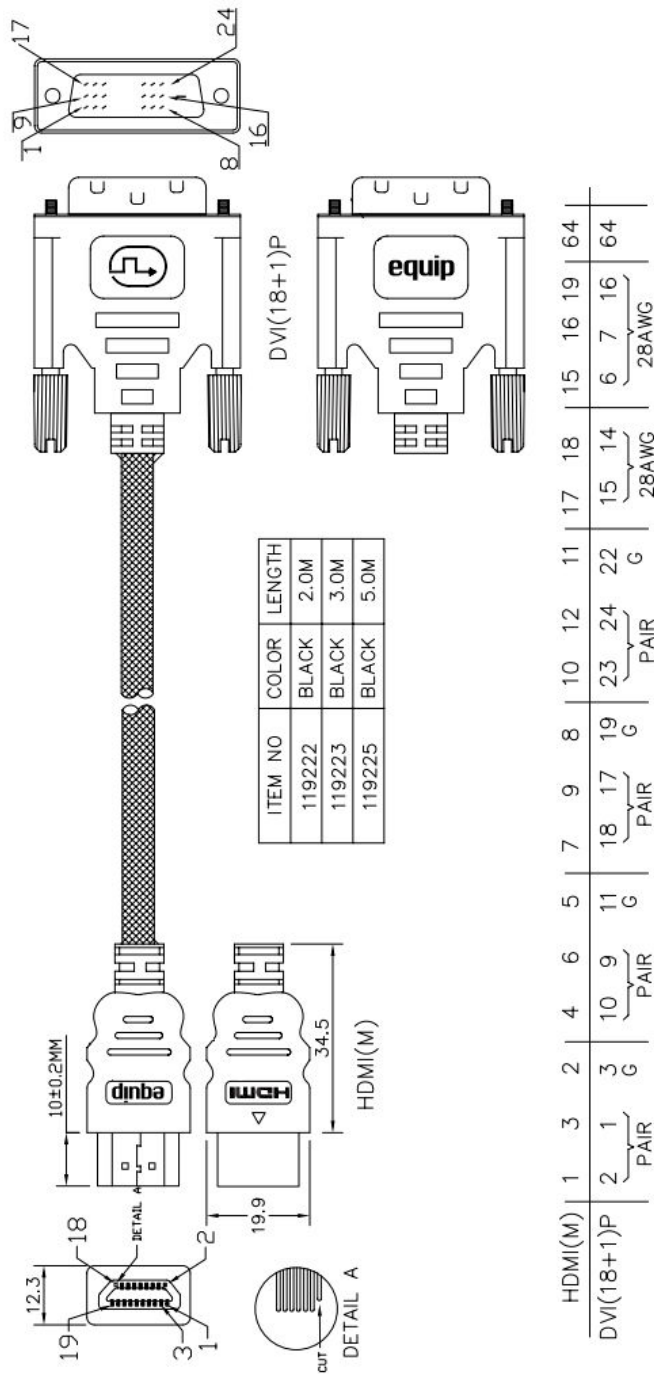 12.3
19
18
3
1
2
DETAIL A
10±0.2MM
equip
HDMI
19.9
34.5
HDMI(M)
CUT
DETAIL A
ITEM NO COLOR LENGTH
119222 BLACK 2.0M
119223 BLACK 3.0M
119225 BLACK 5.0M
DVI(18+1)P
equip
1 9 17
8 16 24
HDMI(M) 1 3 2 4 6 5 7 9 8 10 12 11 17 18 15 16 19 64
DVI(18+1)P 2 1 3 10 9 11 18 17 19 23 24 22 15 14 6 7 16 64
PAIR G PAIR G PAIR G PAIR G 28AWG 28AWG